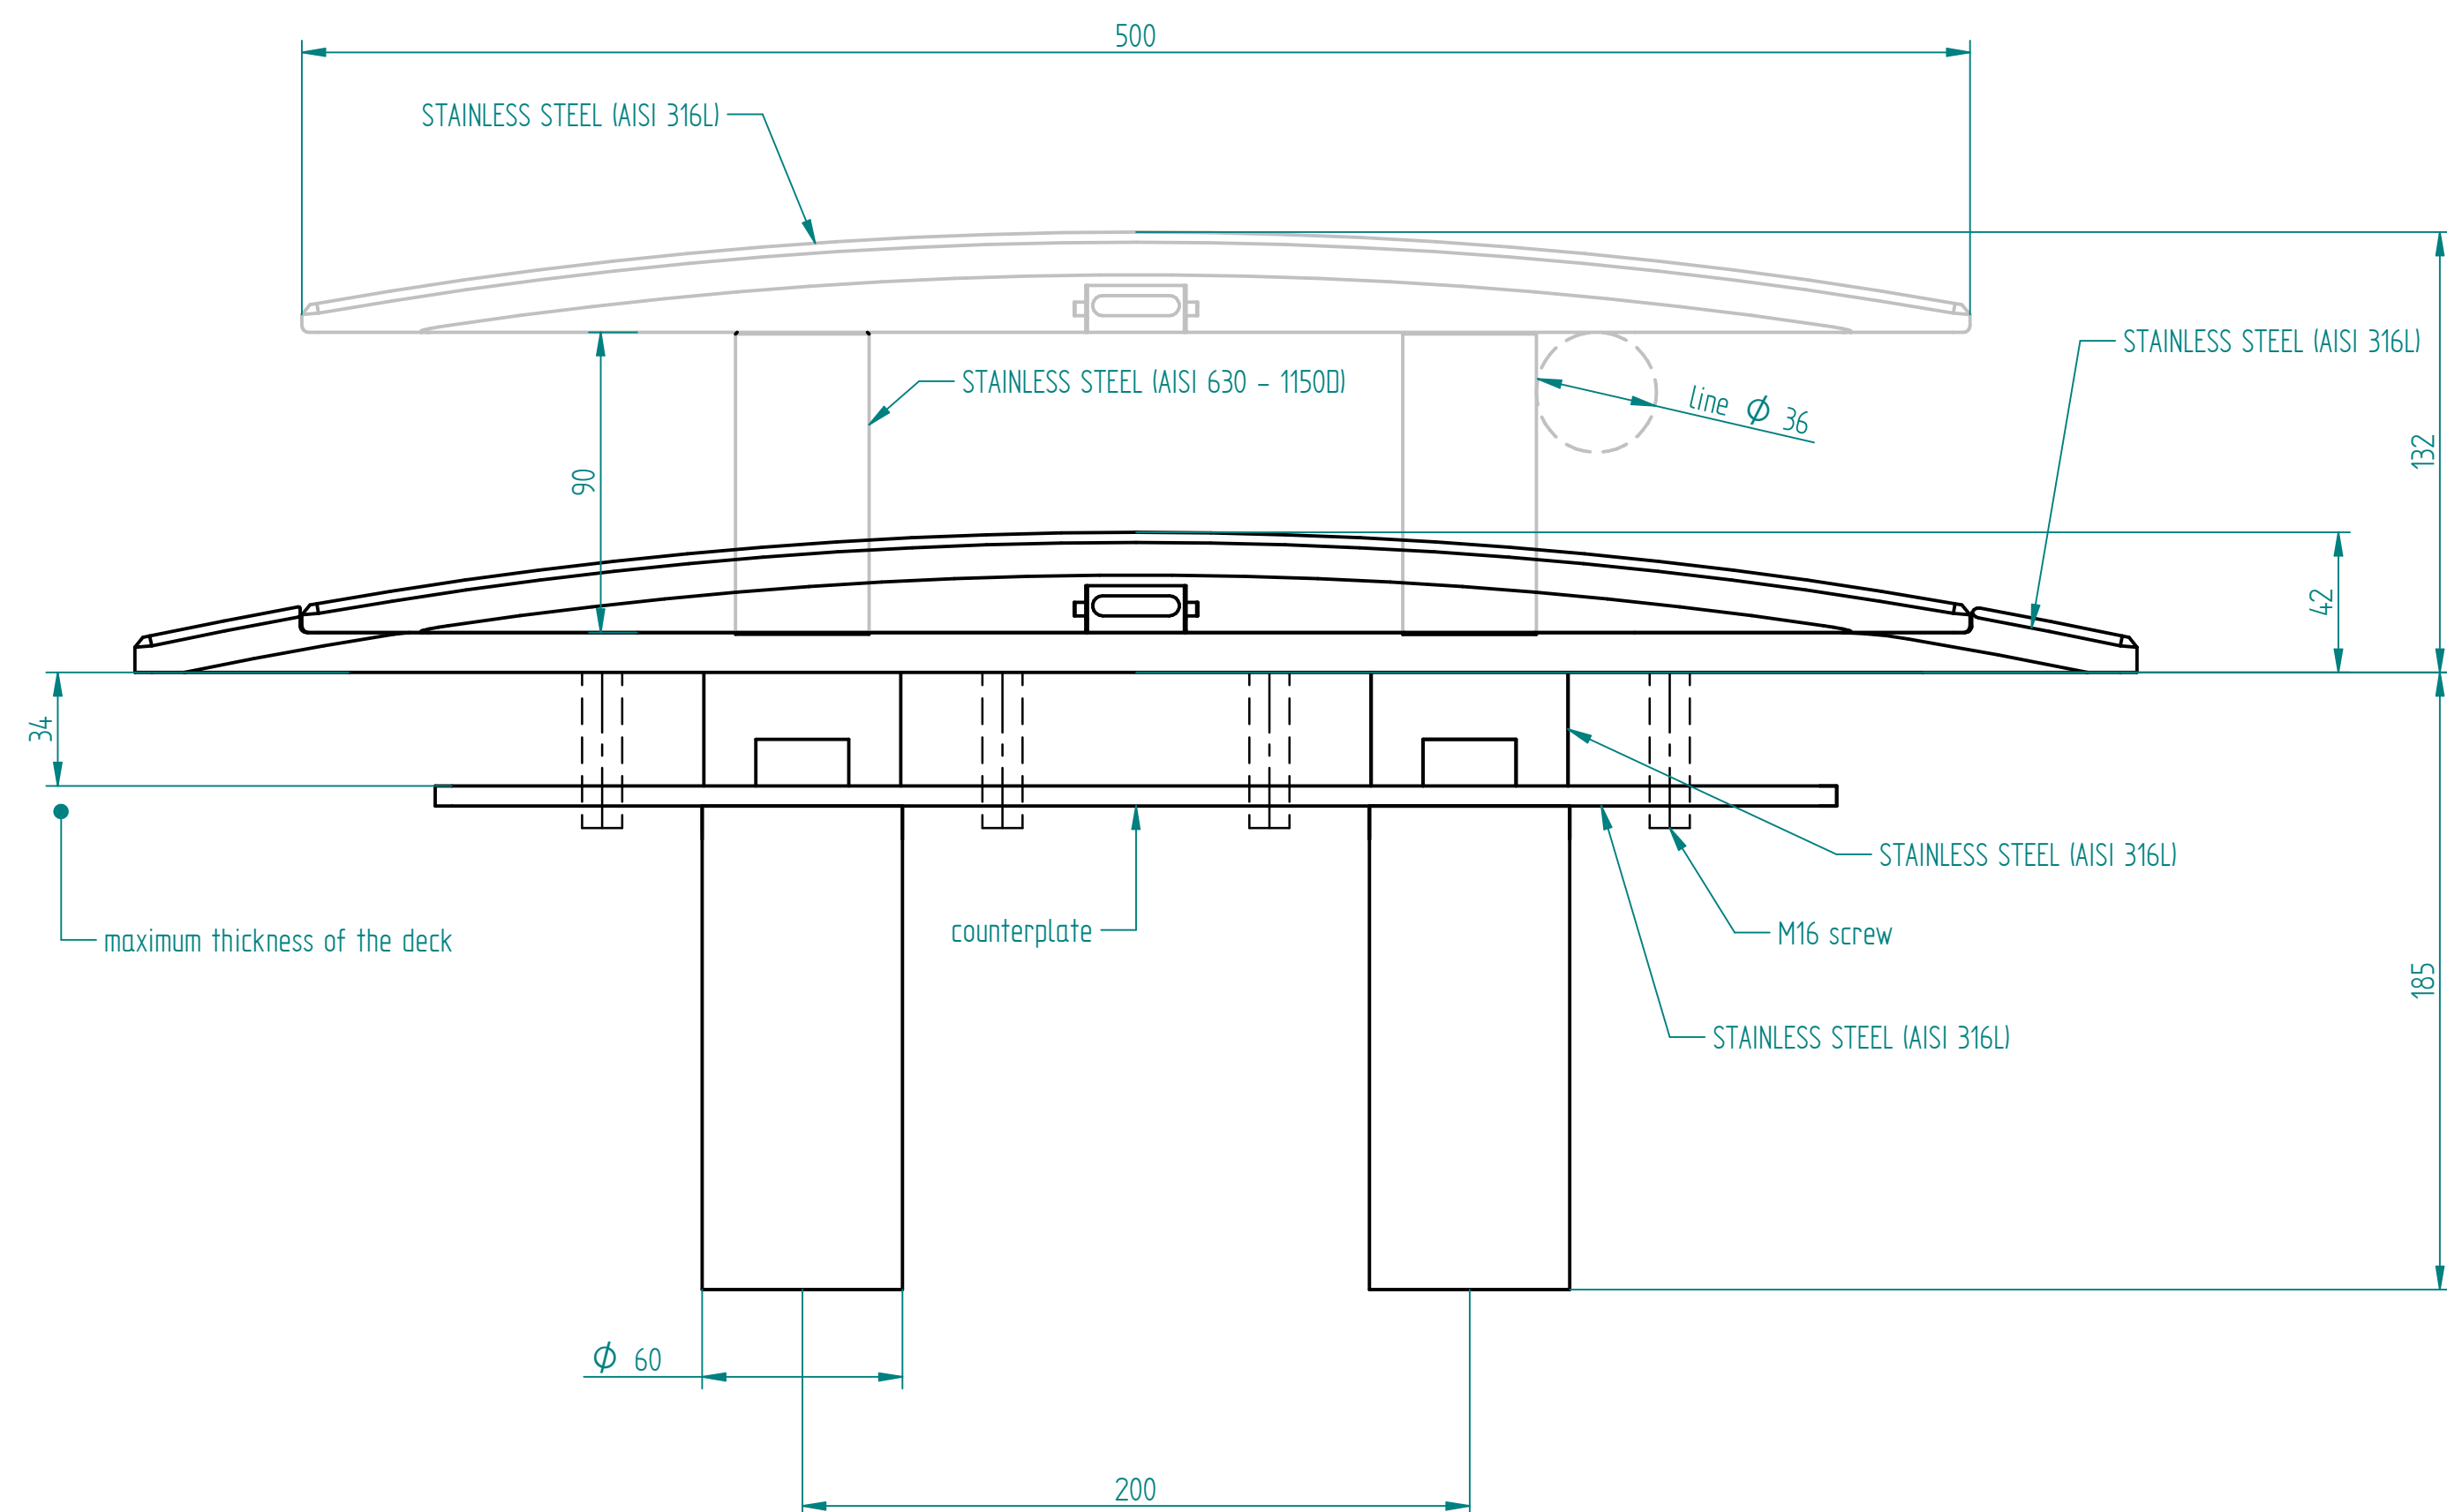 500
STAINLESS STEEL (AISI 316L)
STAINLESS STEEL (AISI 316L)
STAINLESS STEEL (AISI 630 - 1150D)
line ϕ 36
90
132
42
34
STAINLESS STEEL (AISI 316L)
counterplate
M16 screw
maximum thickness of the deck
185
STAINLESS STEEL (AISI 316L)
ϕ 60
200